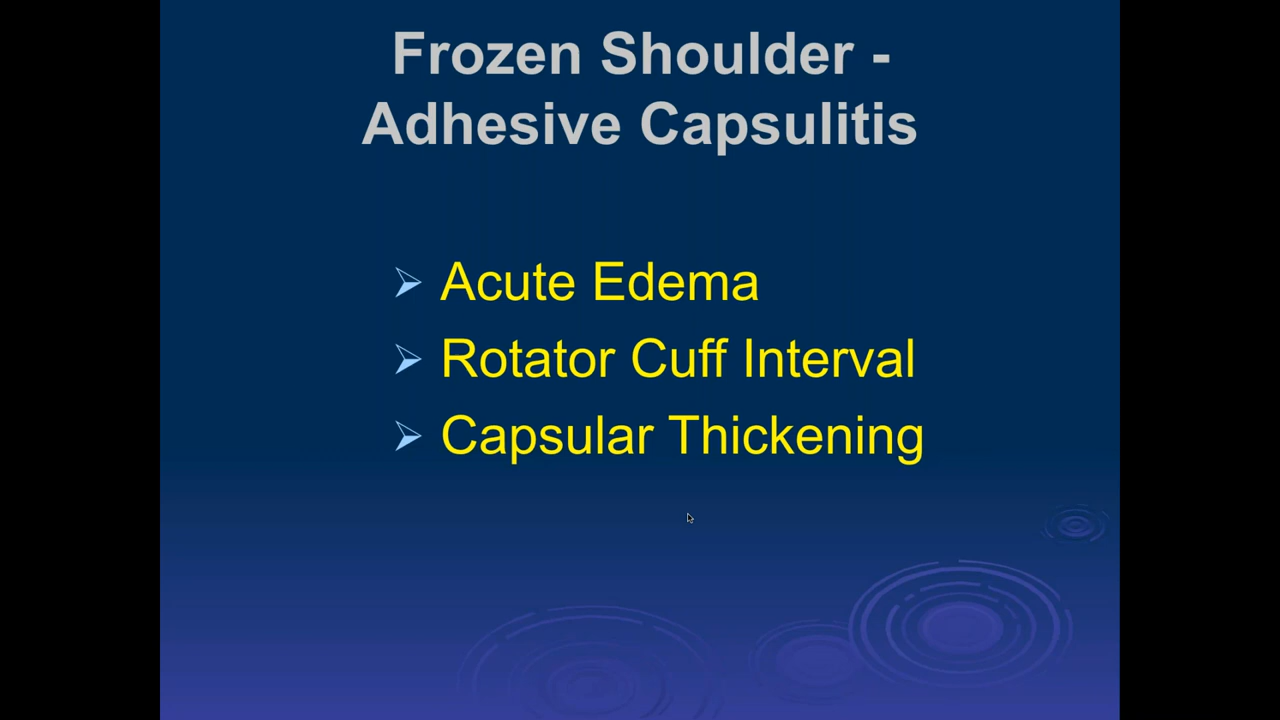 Frozen Shoulder -
Adhesive Capsulitis
Acute Edema
Rotator Cuff Interval
Capsular Thickening